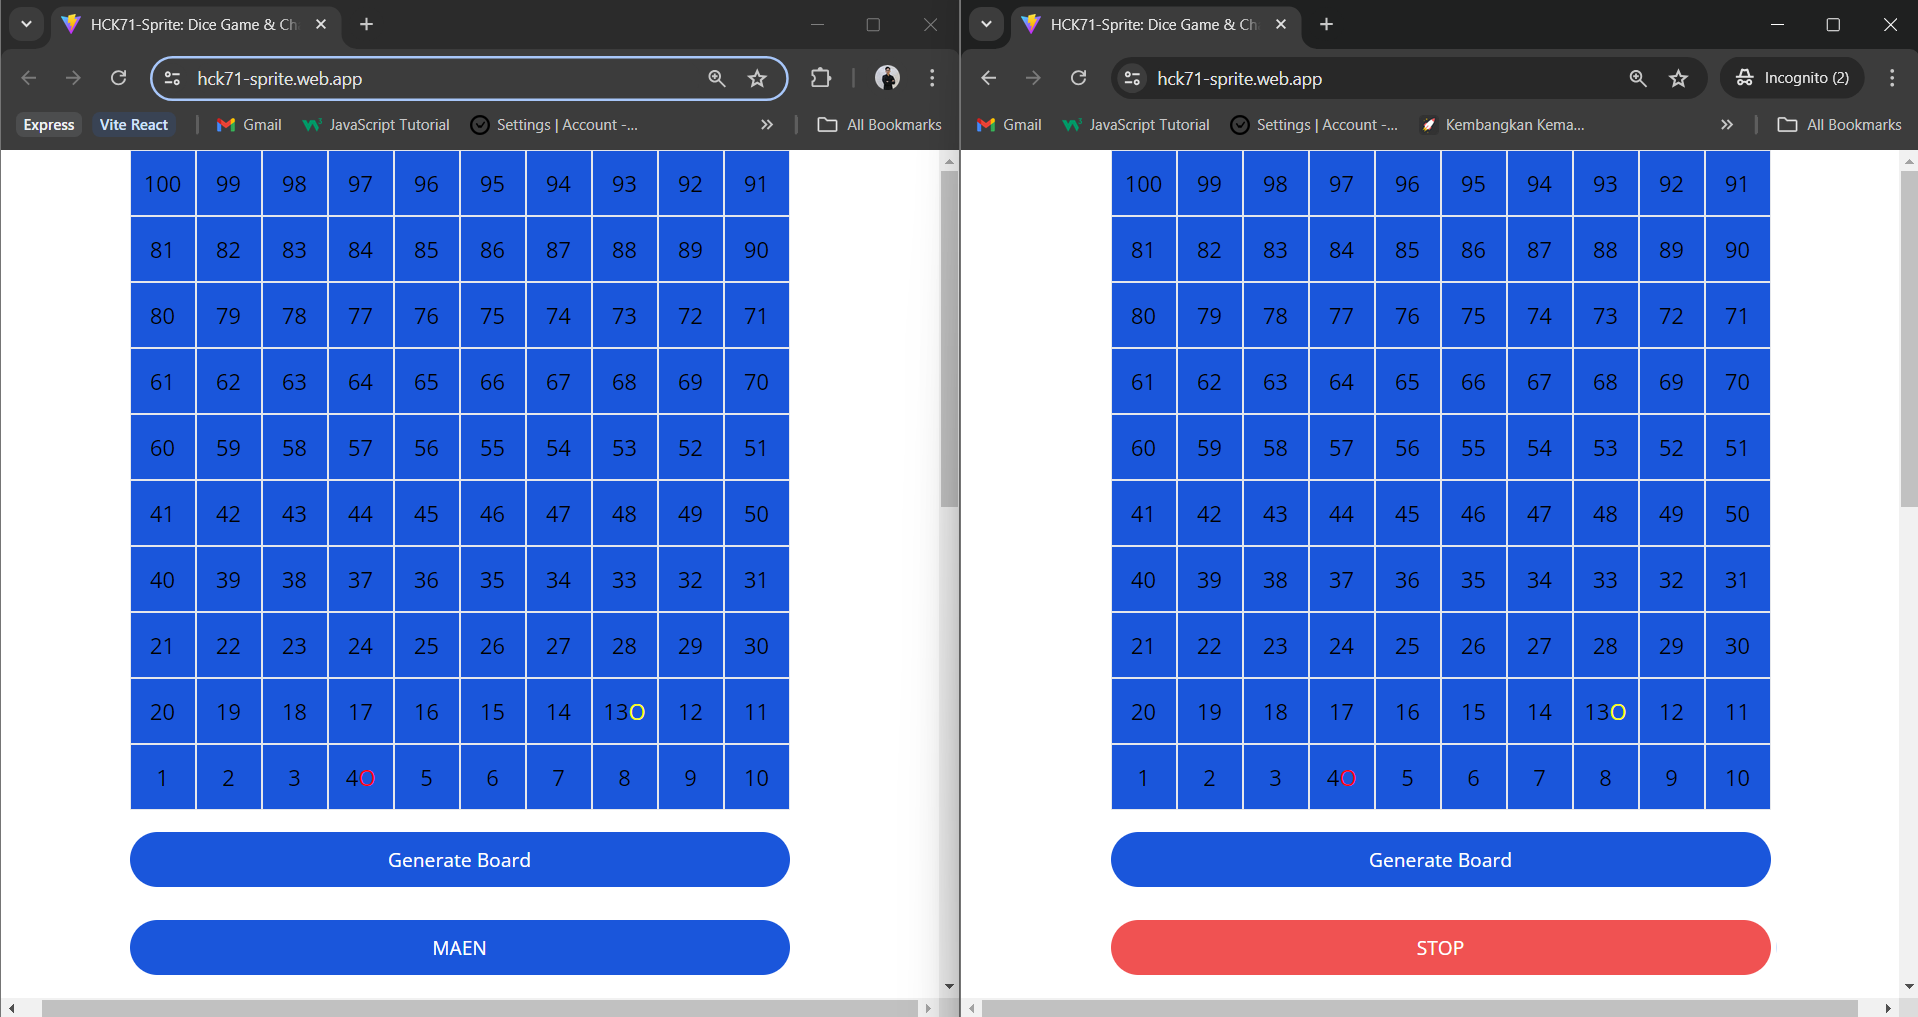 HCK71-Sprite: Dice Game & Ch
hck71-sprite.web.app
Express Vite React Gmail JavaScript Tutorial Settings | Account -... All Bookmarks
100 99 98 97 96 95 94 93 92 91
81 82 83 84 85 86 87 88 89 90
80 79 78 77 76 75 74 73 72 71
61 62 63 64 65 66 67 68 69 70
60 59 58 57 56 55 54 53 52 51
41 42 43 44 45 46 47 48 49 50
40 39 38 37 36 35 34 33 32 31
21 22 23 24 25 26 27 28 29 30
20 19 18 17 16 15 14 13O 12 11
1 2 3 4O 5 6 7 8 9 10
Generate Board
MAEN
HCK71-Sprite: Dice Game & Ch
hck71-sprite.web.app Incognito (2)
Gmail JavaScript Tutorial Settings | Account -... Kembangkan Kema... All Bookmarks
100 99 98 97 96 95 94 93 92 91
81 82 83 84 85 86 87 88 89 90
80 79 78 77 76 75 74 73 72 71
61 62 63 64 65 66 67 68 69 70
60 59 58 57 56 55 54 53 52 51
41 42 43 44 45 46 47 48 49 50
40 39 38 37 36 35 34 33 32 31
21 22 23 24 25 26 27 28 29 30
20 19 18 17 16 15 14 13O 12 11
1 2 3 4O 5 6 7 8 9 10
Generate Board
STOP